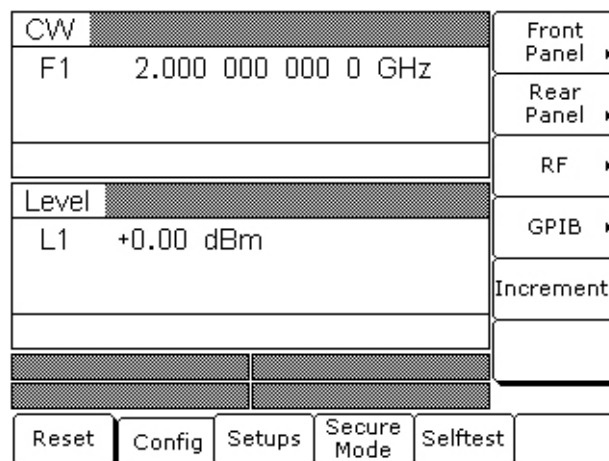 CW
F1 2.000 000 000 0 GHz
Level
L1 +0.00 dBm
Front
Panel
Rear
Panel
RF
GPIB
Increment
Reset
Config
Setups
Secure
Mode
Selftest